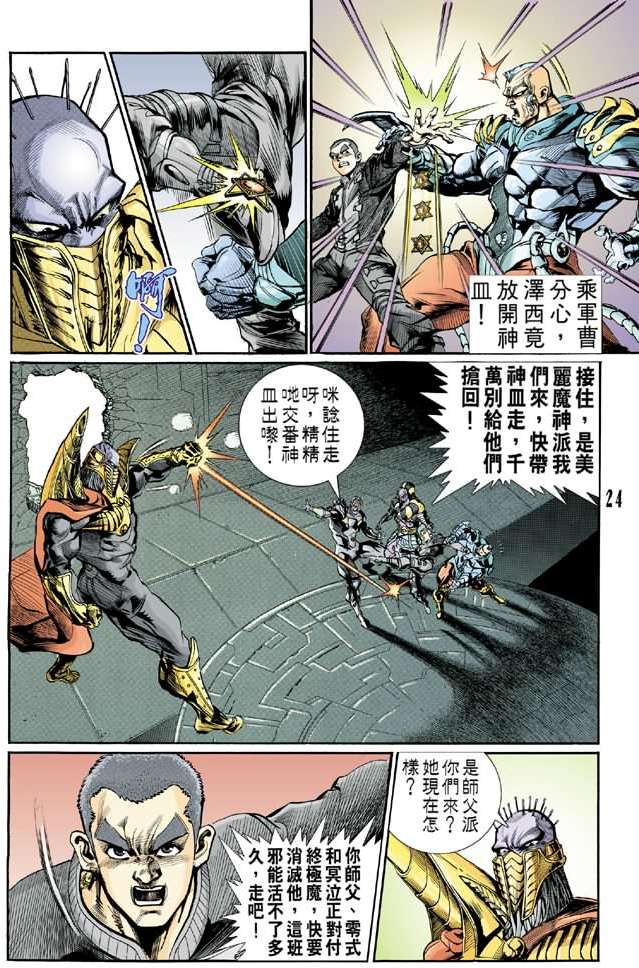 乘軍曹
分心，
澤西竟
放開神
血！
啊！
接住，是美
麗魔神派我
們來，快帶
神血走，千
萬別給他們
搶回！
咪諗住走
呀，精精
哋交番神
血出嚟！
24
是師父派
你們來？
她現在怎
樣？
你師父、零式
和冥泣正對付
終極魔，快要
消滅他，這班
邪能活不了多
久，走吧！